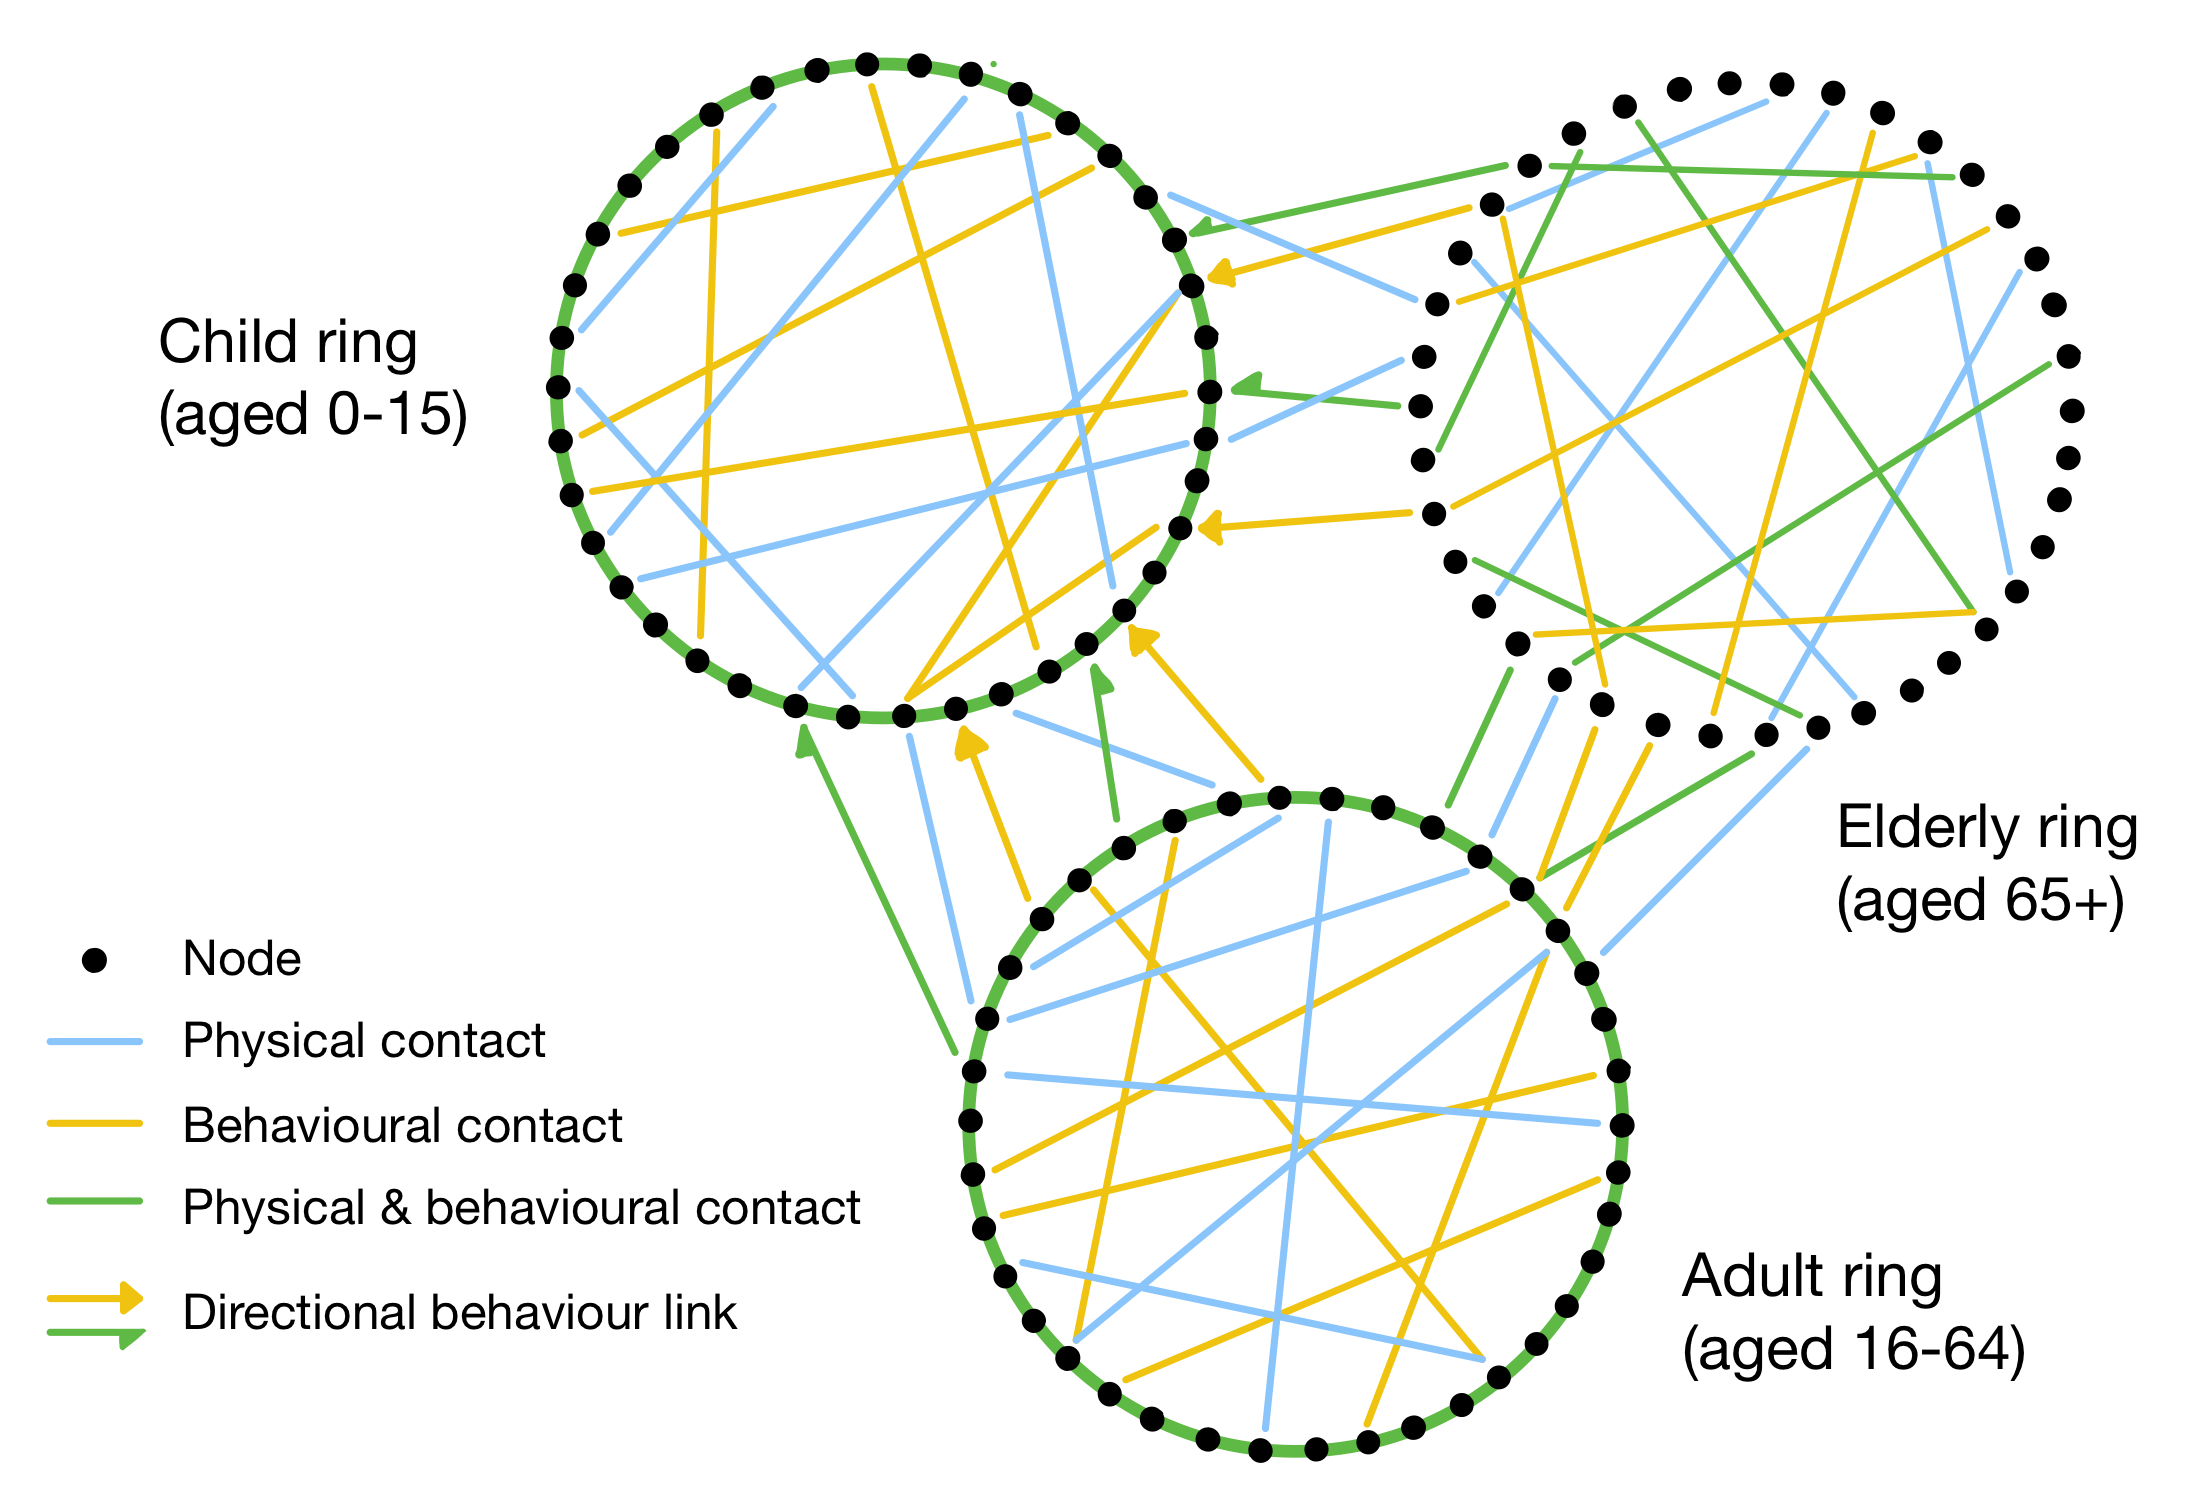 Child ring
(aged 0-15)
Elderly ring
(aged 65+)
Node
Physical contact
Behavioural contact
Physical & behavioural contact
Directional behaviour link
Adult ring
(aged 16-64)